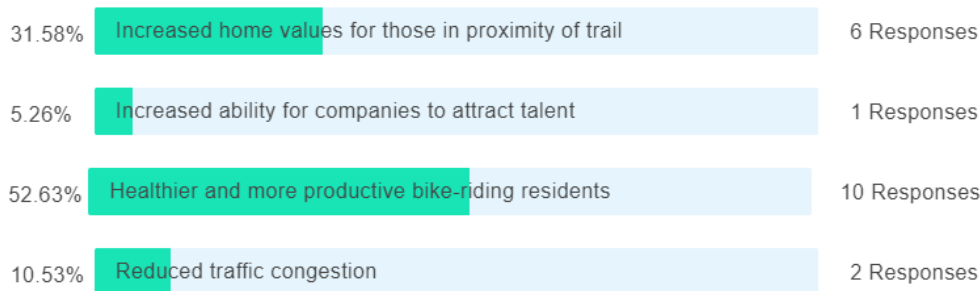 31.58% Increased home values for those in proximity of trail 6 Responses
5.26% Increased ability for companies to attract talent 1 Responses
52.63% Healthier and more productive bike-riding residents 10 Responses
10.53% Reduced traffic congestion 2 Responses